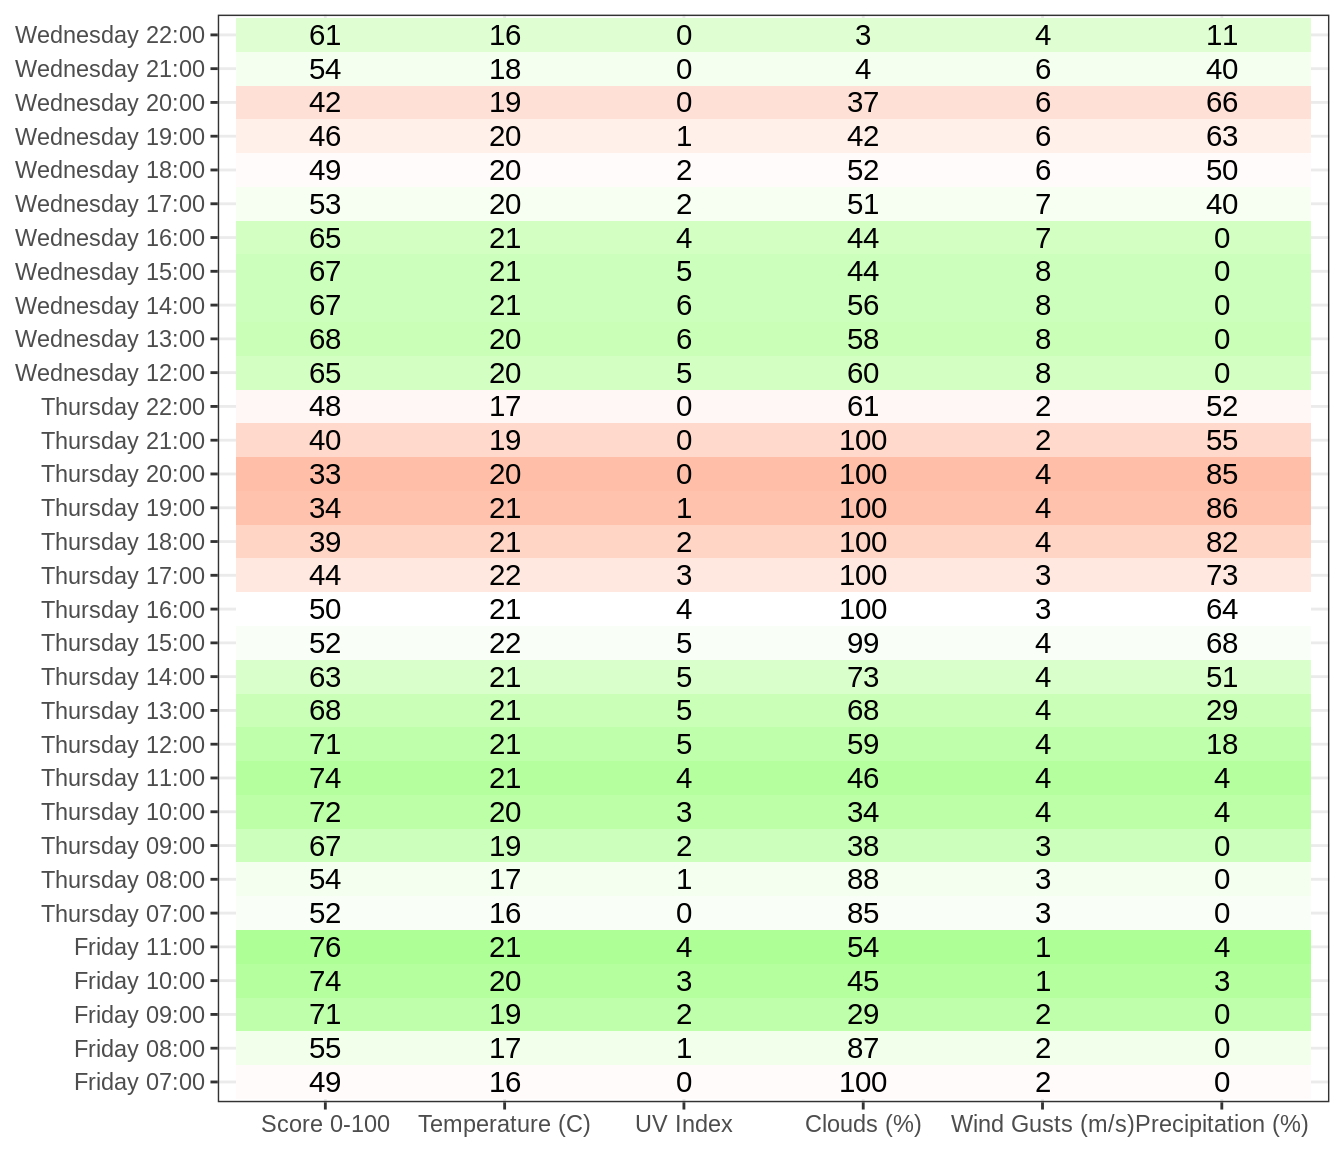 Wednesday 22:00 61 16 0 3 4 11
Wednesday 21:00 54 18 0 4 6 40
Wednesday 20:00 42 19 0 37 6 66
Wednesday 19:00 46 20 1 42 6 63
Wednesday 18:00 49 20 2 52 6 50
Wednesday 17:00 53 20 2 51 7 40
Wednesday 16:00 65 21 4 44 7 0
Wednesday 15:00 67 21 5 44 8 0
Wednesday 14:00 67 21 6 56 8 0
Wednesday 13:00 68 20 6 58 8 0
Wednesday 12:00 65 20 5 60 8 0
Thursday 22:00 48 17 0 61 2 52
Thursday 21:00 40 19 0 100 2 55
Thursday 20:00 33 20 0 100 4 85
Thursday 19:00 34 21 1 100 4 86
Thursday 18:00 39 21 2 100 4 82
Thursday 17:00 44 22 3 100 3 73
Thursday 16:00 50 21 4 100 3 64
Thursday 15:00 52 22 5 99 4 68
Thursday 14:00 63 21 5 73 4 51
Thursday 13:00 68 21 5 68 4 29
Thursday 12:00 71 21 5 59 4 18
Thursday 11:00 74 21 4 46 4 4
Thursday 10:00 72 20 3 34 4 4
Thursday 09:00 67 19 2 38 3 0
Thursday 08:00 54 17 1 88 3 0
Thursday 07:00 52 16 0 85 3 0
Friday 11:00 76 21 4 54 1 4
Friday 10:00 74 20 3 45 1 3
Friday 09:00 71 19 2 29 2 0
Friday 08:00 55 17 1 87 2 0
Friday 07:00 49 16 0 100 2 0
Score 0-100 Temperature (C) UV Index Clouds (%) Wind Gusts (m/s) Precipitation (%)